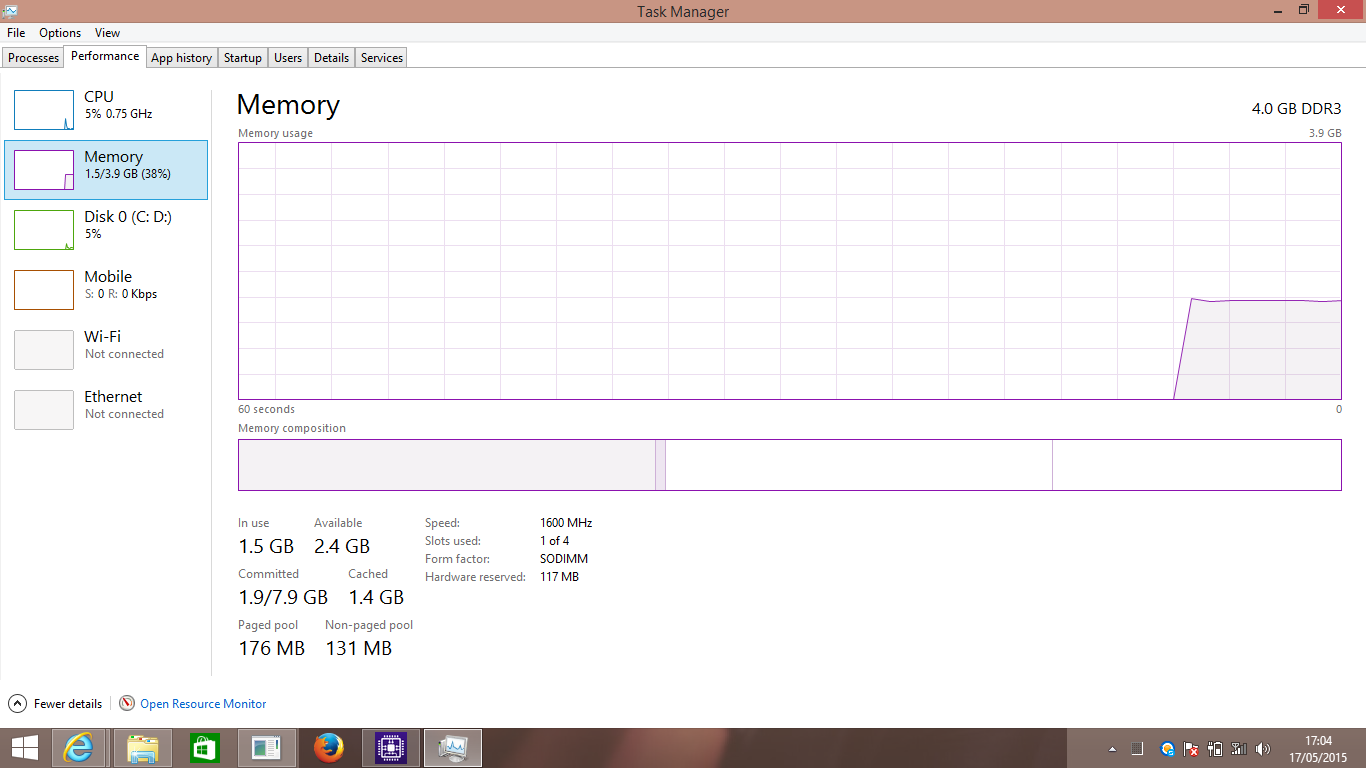 Task Manager
File Options View
Processes Performance App history Startup Users Details Services
CPU
5% 0.75 GHz
Memory
1.5/3.9 GB (38%)
Disk 0 (C: D:)
5%
Mobile
S: 0 R: 0 Kbps
Wi-Fi
Not connected
Ethernet
Not connected
Memory 4.0 GB DDR3
Memory usage 3.9 GB
60 seconds 0
Memory composition
In use Available
1.5 GB 2.4 GB
Committed Cached
1.9/7.9 GB 1.4 GB
Paged pool Non-paged pool
176 MB 131 MB
Speed: 1600 MHz
Slots used: 1 of 4
Form factor: SODIMM
Hardware reserved: 117 MB
Fewer details Open Resource Monitor
17:04
17/05/2015